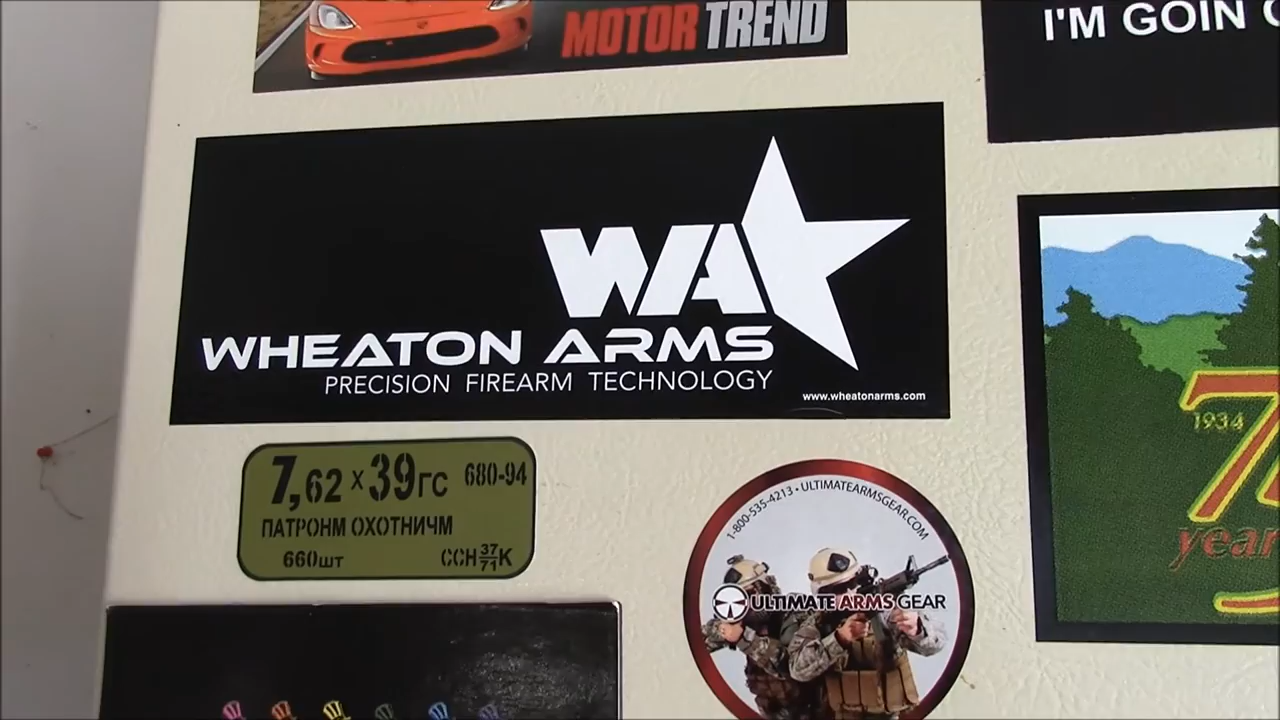 MOTOR TREND
I'M GOIN
WA
WHEATON ARMS
PRECISION FIREARM TECHNOLOGY
www.wheatonarms.com
7,62 x 39гс 680-94
ПАТРОНМ ОХОТНИЧМ
660шт ССН 37/71 К
1-800-535-4213 • ULTIMATEARMSGEAR.COM
ULTIMATE ARMS GEAR
1934
year